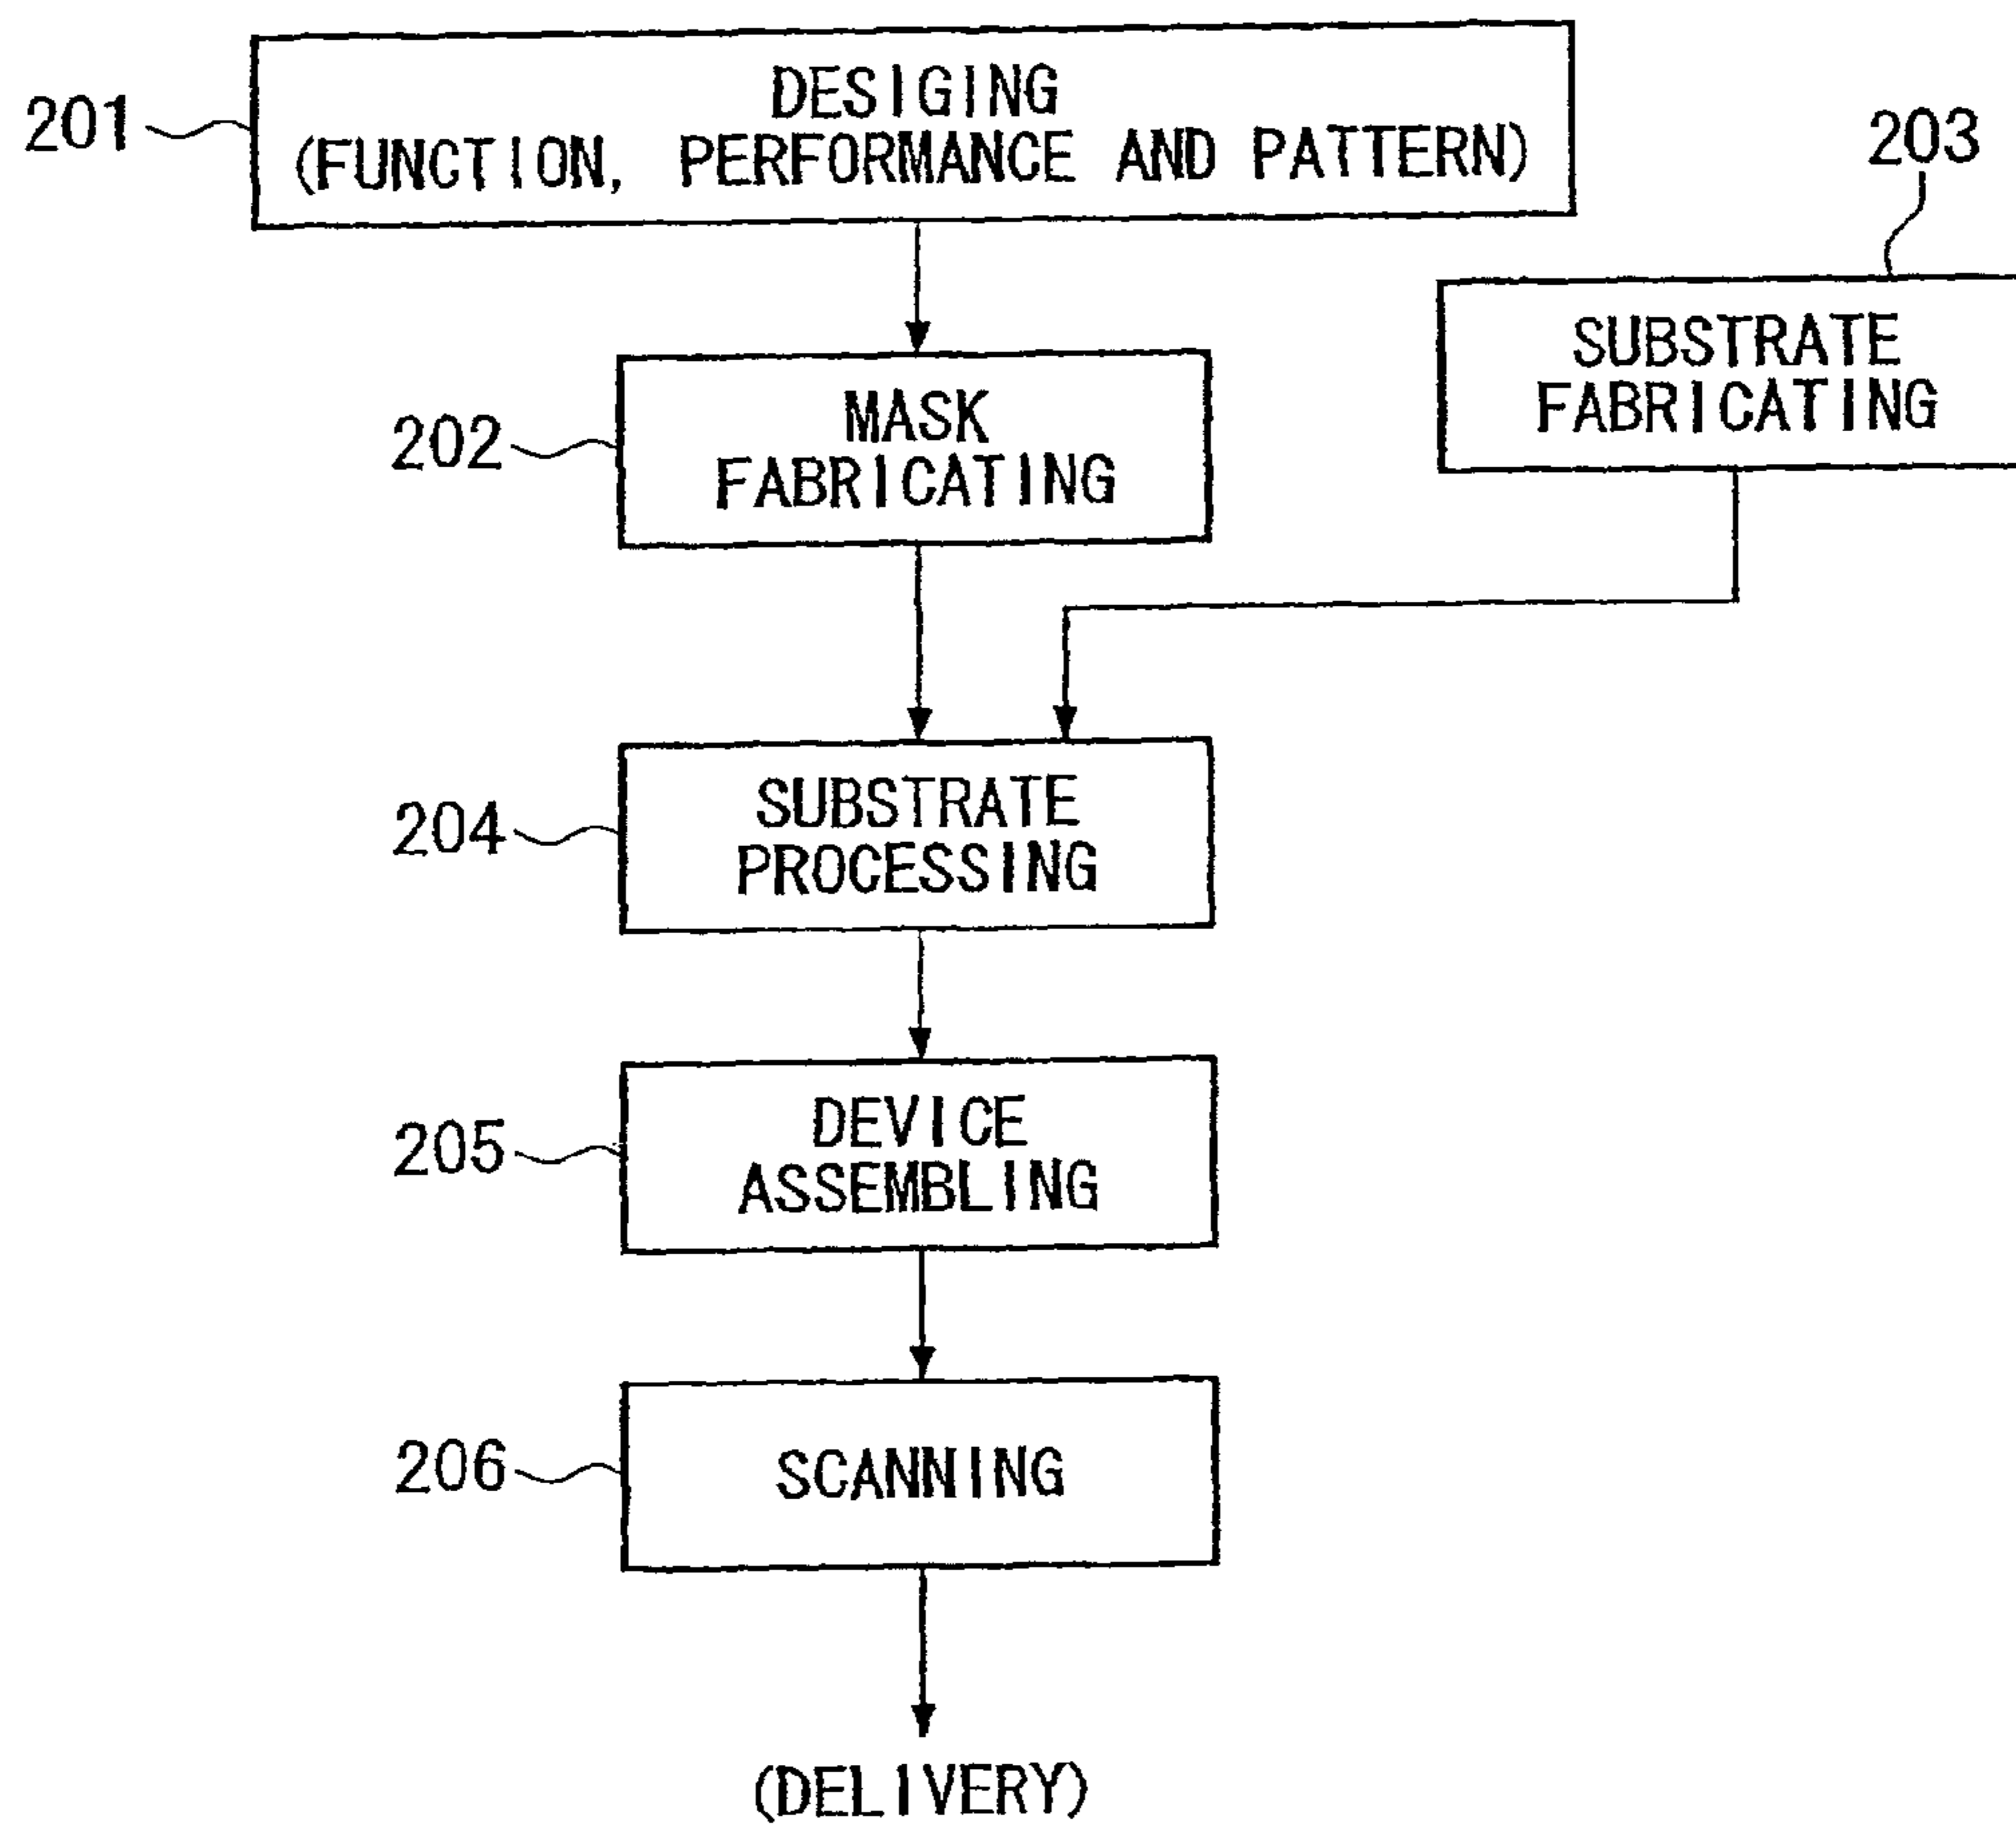 201
DESIGING
(FUNCTION, PERFORMANCE AND PATTERN)
203
SUBSTRATE
FABRICATING
202
MASK
FABRICATING
204
SUBSTRATE
PROCESSING
205
DEVICE
ASSEMBLING
206
SCANNING
(DELIVERY)